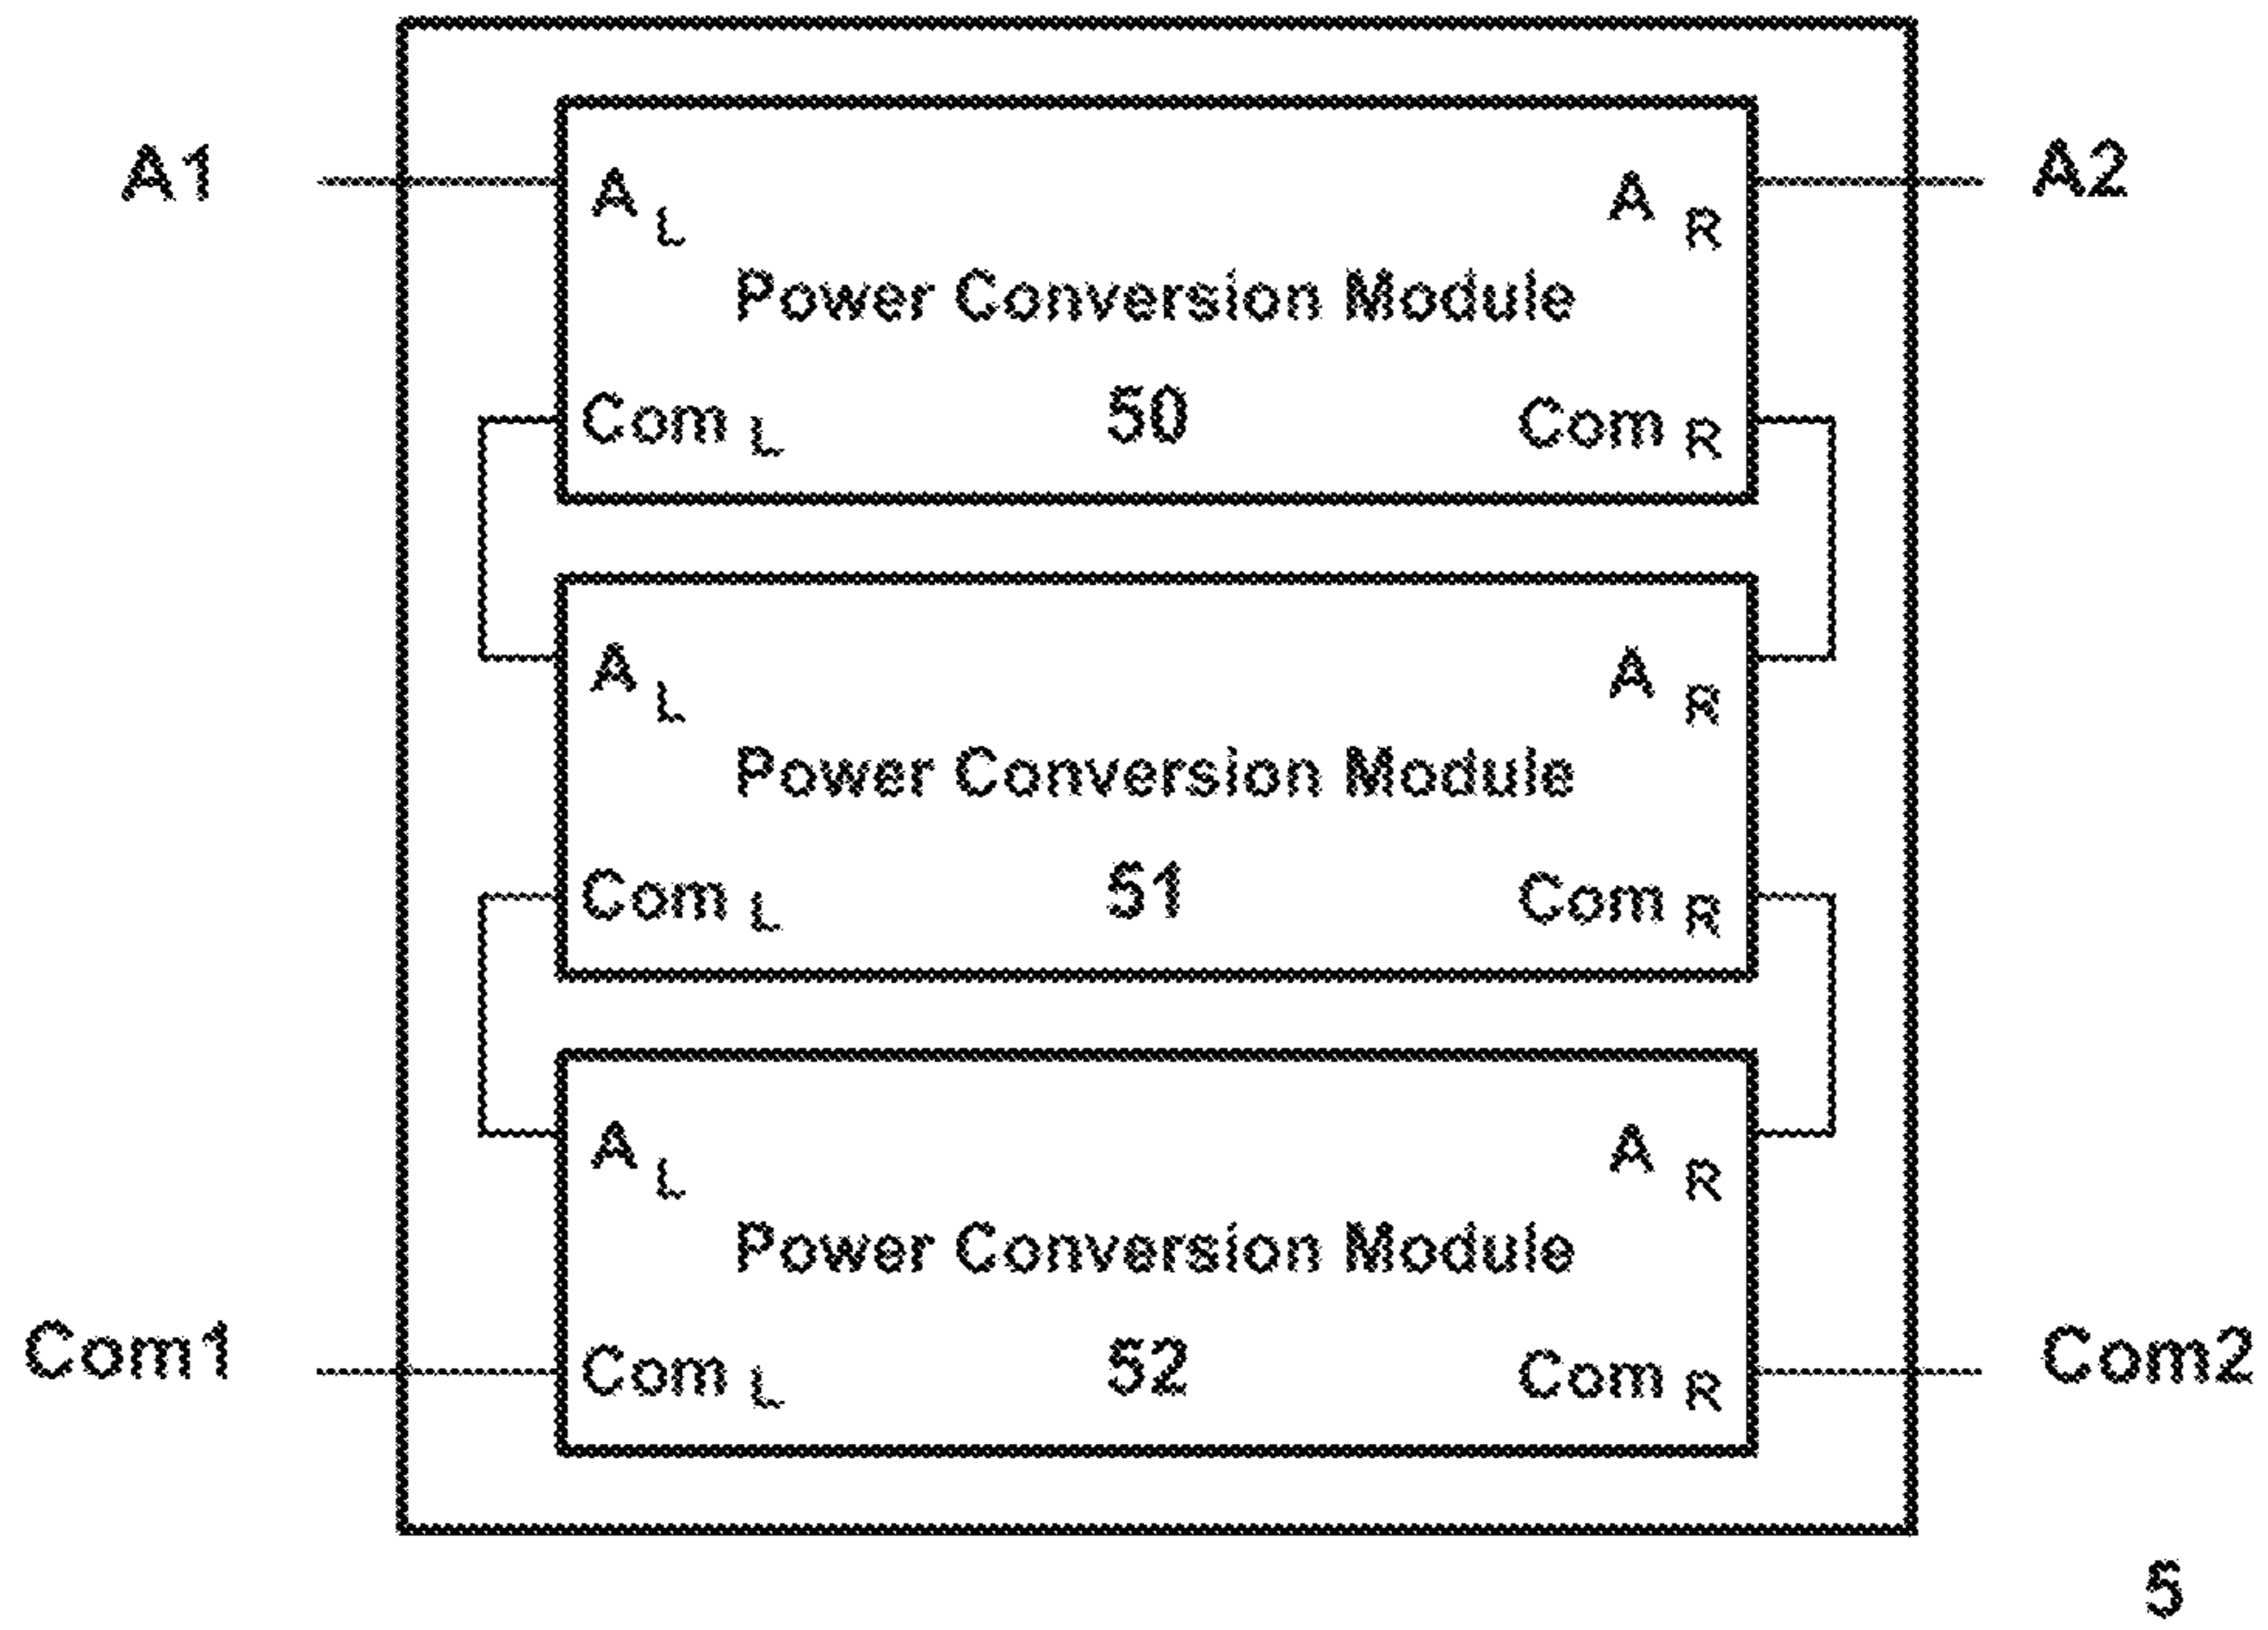 A1 A L A R A2
Power Conversion Module
Com L 50 Com R
A L A R
Power Conversion Module
Com L 51 Com R
A L A R
Power Conversion Module
Com1 Com L 52 Com R Com2
5